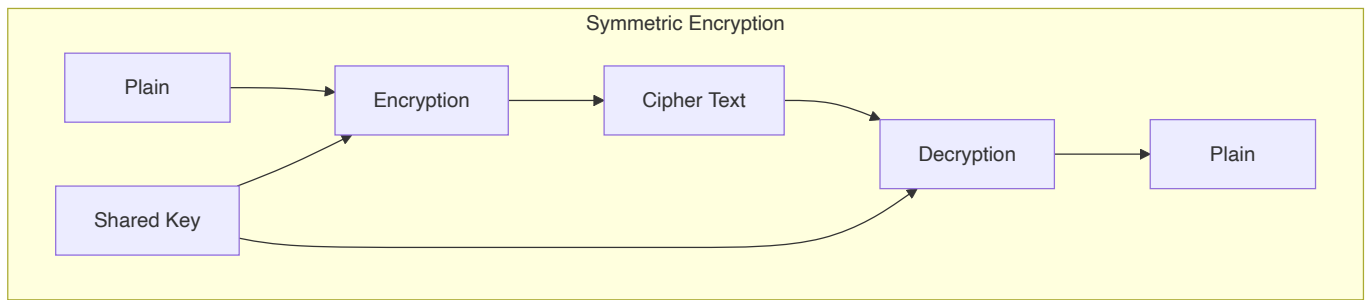 Symmetric Encryption
Plain
Encryption
Cipher Text
Decryption
Plain
Shared Key